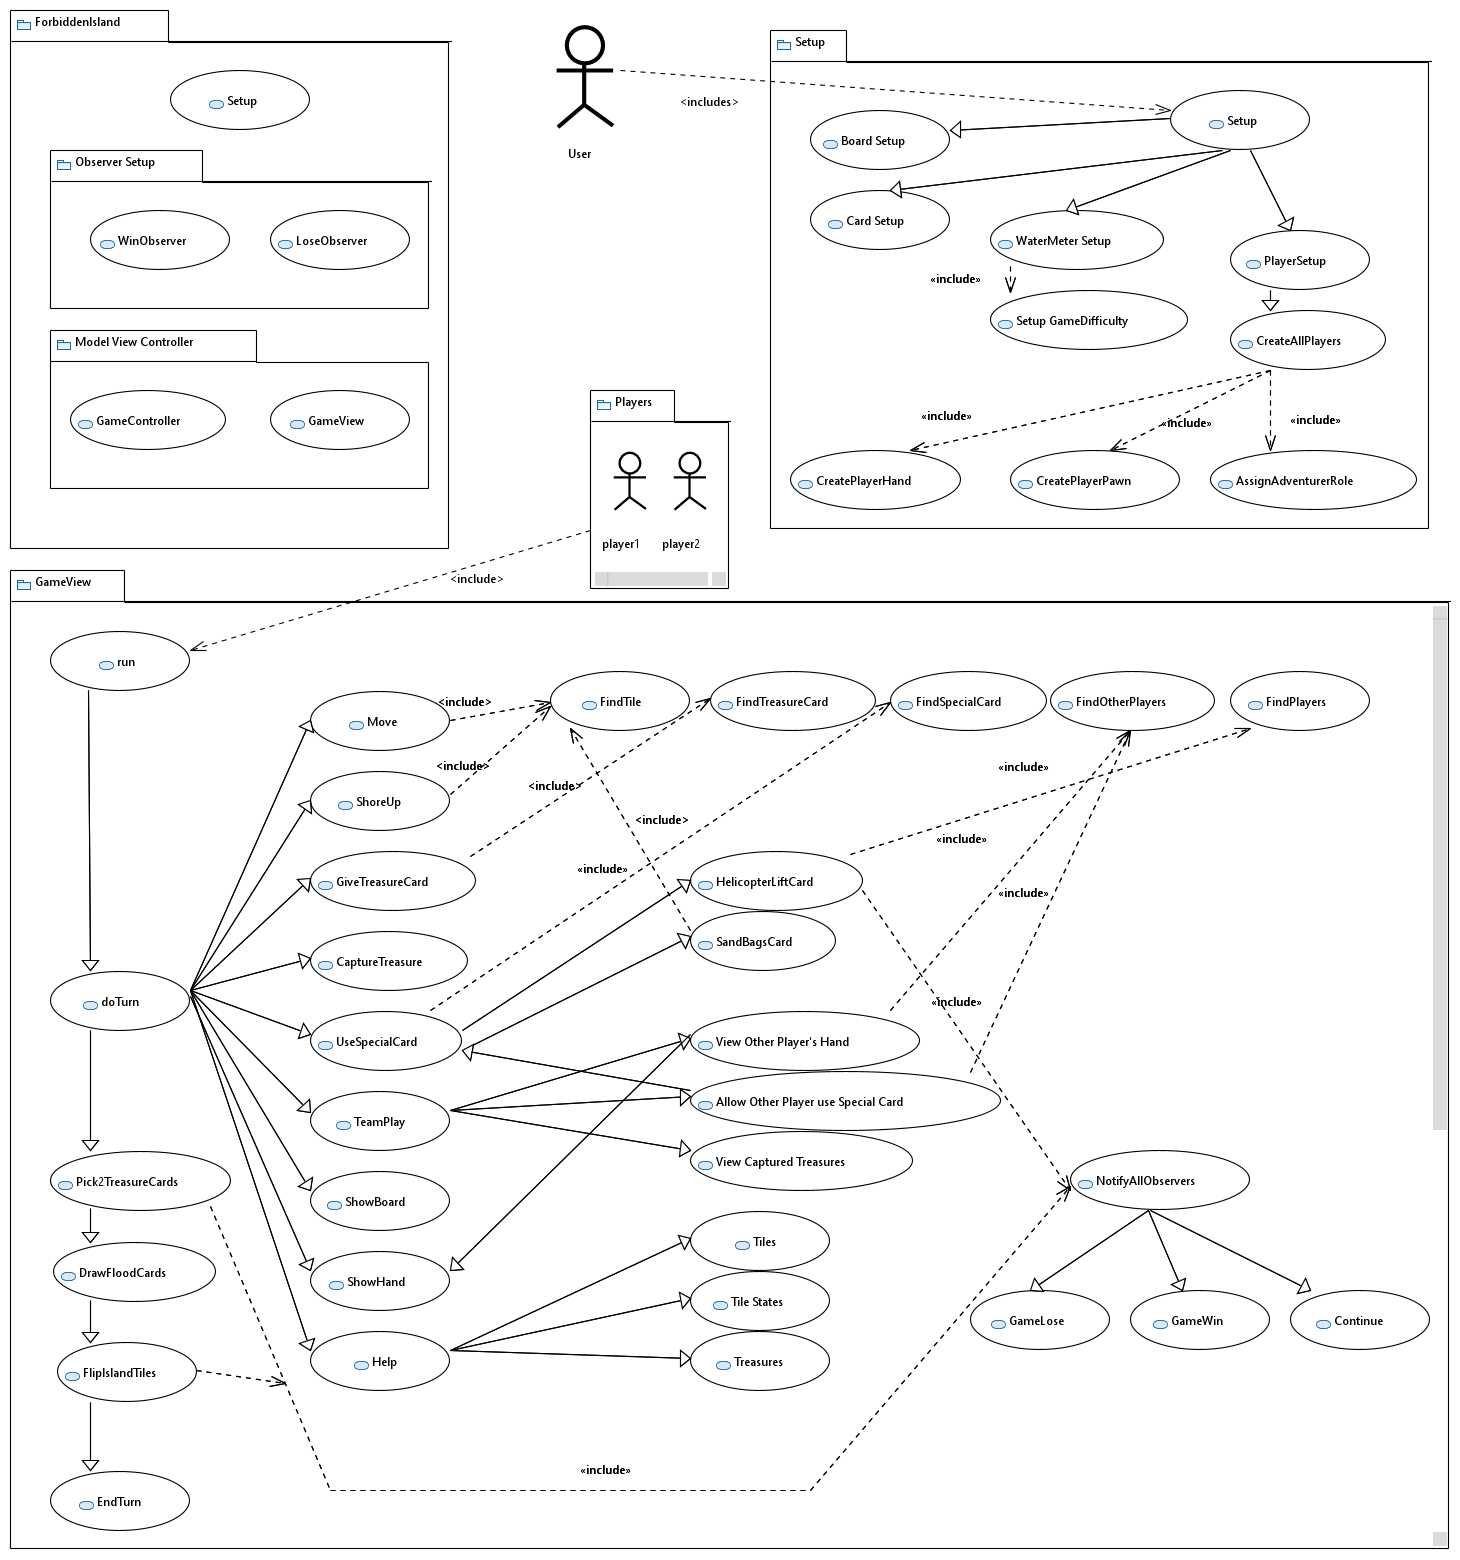 ForbiddenIsland
Setup
Observer Setup
WinObserver
LoseObserver
Model View Controller
GameController
GameView
User
<includes>
Setup
Setup
Board Setup
Card Setup
WaterMeter Setup
PlayerSetup
«include»
Setup GameDifficulty
CreateAllPlayers
«include»
«include»
«include»
CreatePlayerHand
CreatePlayerPawn
AssignAdventurerRole
Players
player1
player2
<include>
GameView
run
Move
<include>
FindTile
FindTreasureCard
FindSpecialCard
FindOtherPlayers
FindPlayers
<include>
«include»
ShoreUp
<include>
<include>
«include»
«include»
GiveTreasureCard
HelicopterLiftCard
«include»
CaptureTreasure
SandBagsCard
doTurn
«include»
UseSpecialCard
View Other Player's Hand
TeamPlay
Allow Other Player use Special Card
View Captured Treasures
Pick2TreasureCards
NotifyAllObservers
ShowBoard
Tiles
DrawFloodCards
ShowHand
Tile States
GameLose
GameWin
Continue
FlipIslandTiles
Help
Treasures
«include»
EndTurn